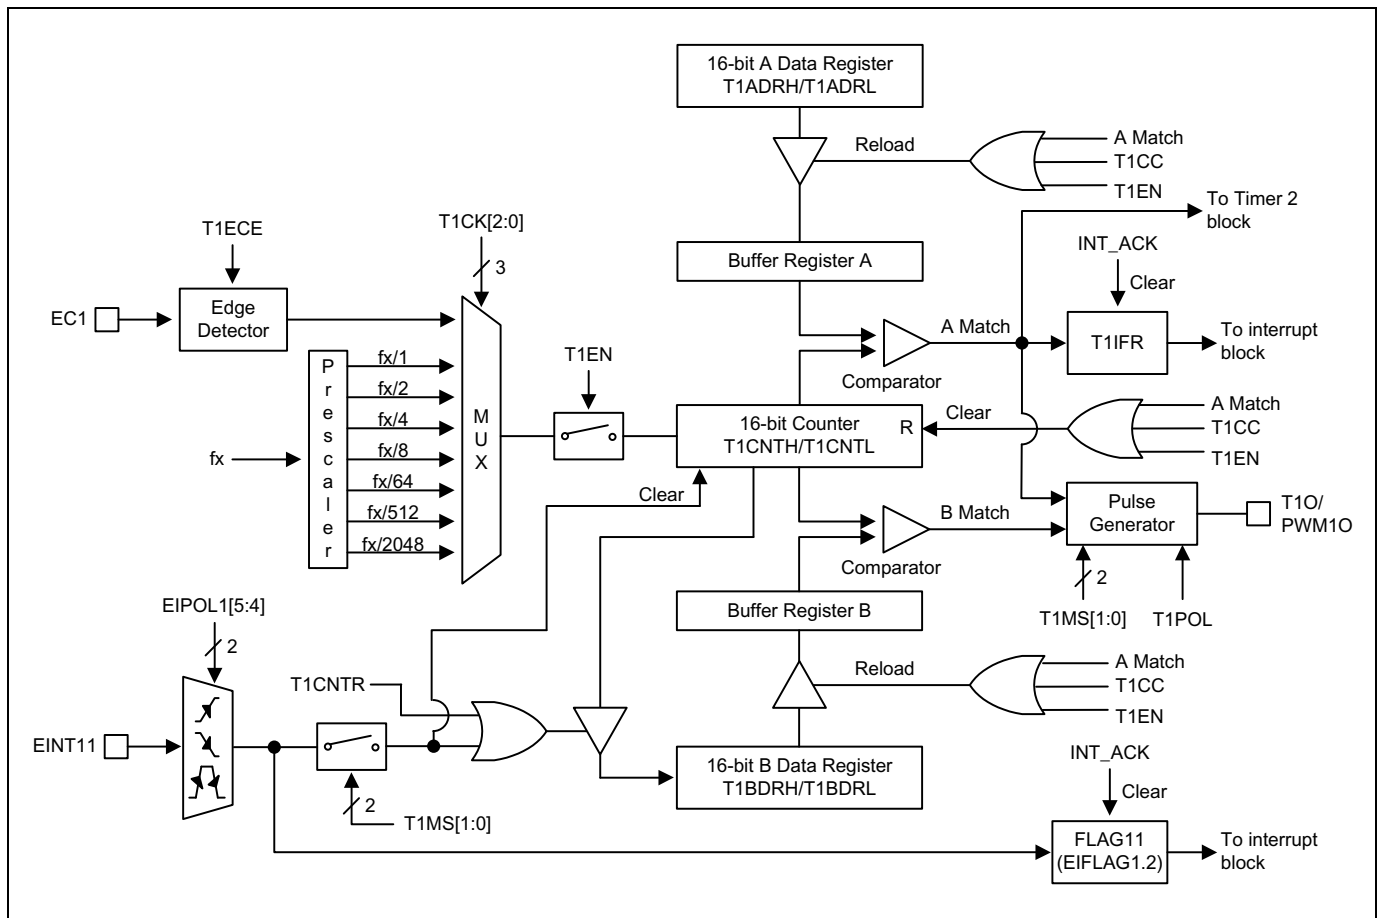 16-bit A Data Register
T1ADRH/T1ADRL
Reload
A Match
T1CC
T1EN
To Timer 2
block
T1ECE
T1CK[2:0]
3
INT_ACK
Clear
Buffer Register A
EC1
Edge
Detector
A Match
T1IFR
To interrupt
block
Comparator
Prescaler
fx/1
fx/2
fx/4
fx/8
fx/64
fx/512
fx/2048
fx
MUX
T1EN
16-bit Counter
T1CNTH/T1CNTL
R
Clear
A Match
T1CC
T1EN
Clear
B Match
Comparator
Pulse
Generator
T1O/
PWM1O
2
T1MS[1:0]
T1POL
Buffer Register B
EIPOL1[5:4]
2
Reload
A Match
T1CC
T1EN
T1CNTR
EINT11
2
T1MS[1:0]
16-bit B Data Register
T1BDRH/T1BDRL
INT_ACK
Clear
FLAG11
(EIFLAG1.2)
To interrupt
block